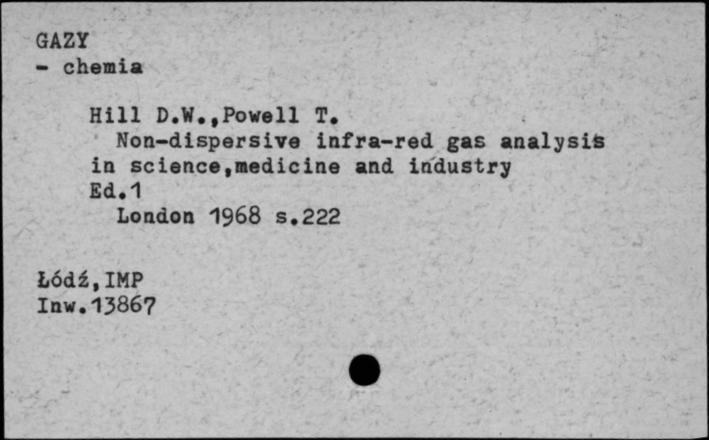 GAZY
- chemia
Hill D.W.,Powell T.
Non-dispersive infra-red gas analysis
in science,medicine and industry
Ed.1
London 1968 s.222
Łódź,IMP
Inw.13867